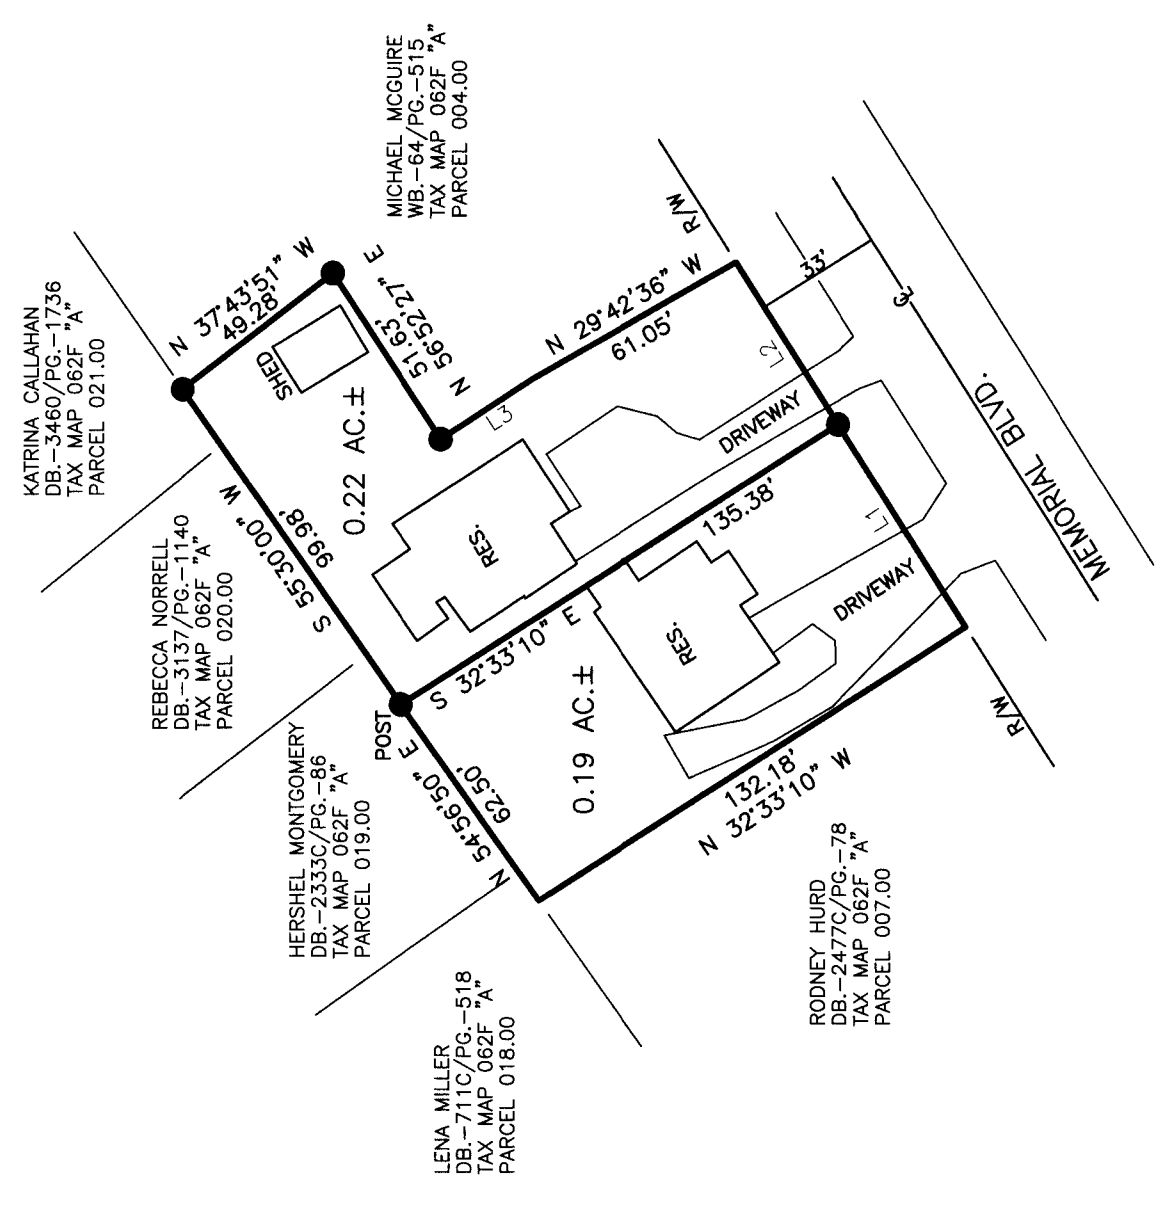 KATRINA CALLAHAN
DB.-3460/PG.-1736
TAX MAP 062F "A"
PARCEL 021.00
MICHAEL MCGUIRE
WB.-64/PG.-515
TAX MAP 062F "A"
PARCEL 004.00
REBECCA NORRELL
DB.-3137/PG.-1140
TAX MAP 062F "A"
PARCEL 020.00
HERSHEL MONTGOMERY
DB.-2333C/PG.-86
TAX MAP 062F "A"
PARCEL 019.00
LENA MILLER
DB.-711C/PG.-518
TAX MAP 062F "A"
PARCEL 018.00
RODNEY HURD
DB.-2477C/PG.-78
TAX MAP 062F "A"
PARCEL 007.00
N 37°43'51" W
49.28'
SHED
51.63'
N 56°52'27" E
L3
N 29°42'36" W
61.05'
R/W
33'
L2
S 55°30'00" W
99.98'
0.22 AC.±
RES.
DRIVEWAY
S 32°33'10" E
135.38'
POST
N 54°56'50" E
62.50'
0.19 AC.±
RES.
DRIVEWAY
L1
132.18'
N 32°33'10" W
R/W
MEMORIAL BLVD.